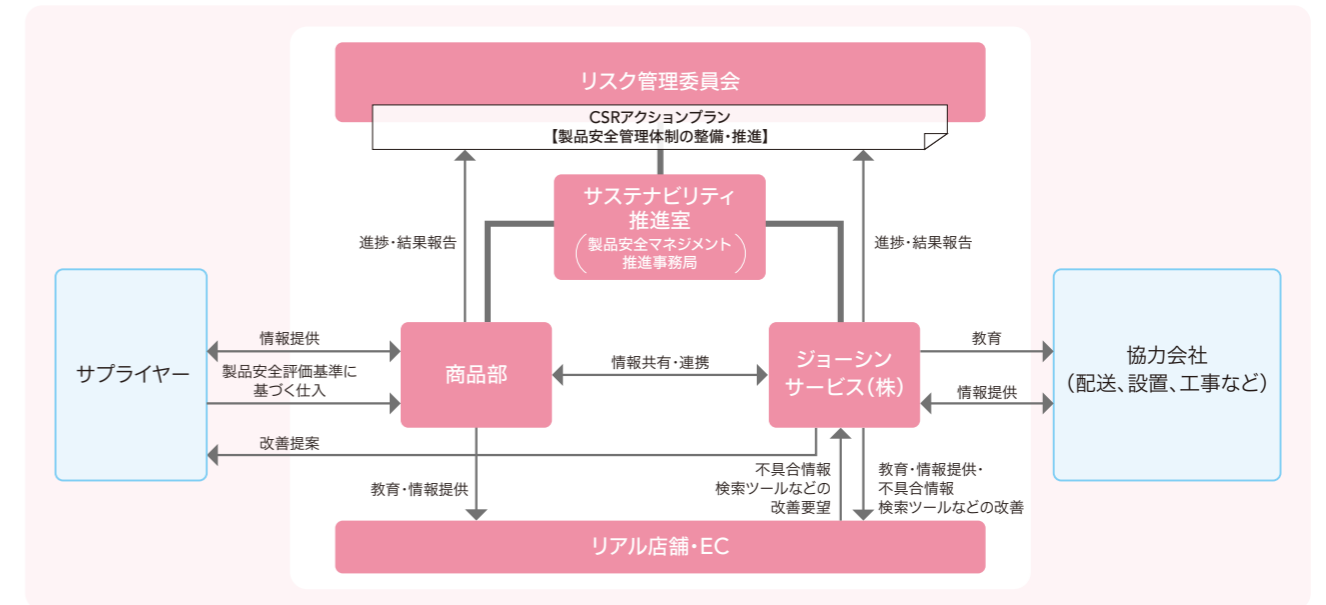 リスク管理委員会
CSRアクションプラン
【製品安全管理体制の整備・推進】
サステナビリティ
推進室
(製品安全マネジメント
推進事務局)
進捗・結果報告
進捗・結果報告
サプライヤー
情報提供
製品安全評価基準に
基づく仕入
改善提案
商品部
情報共有・連携
ジョーシン
サービス(株)
教育
情報提供
協力会社
(配送、設置、工事など)
教育・情報提供
不具合情報
検索ツールなどの
改善要望
教育・情報提供・
不具合情報
検索ツールなどの改善
リアル店舗・EC